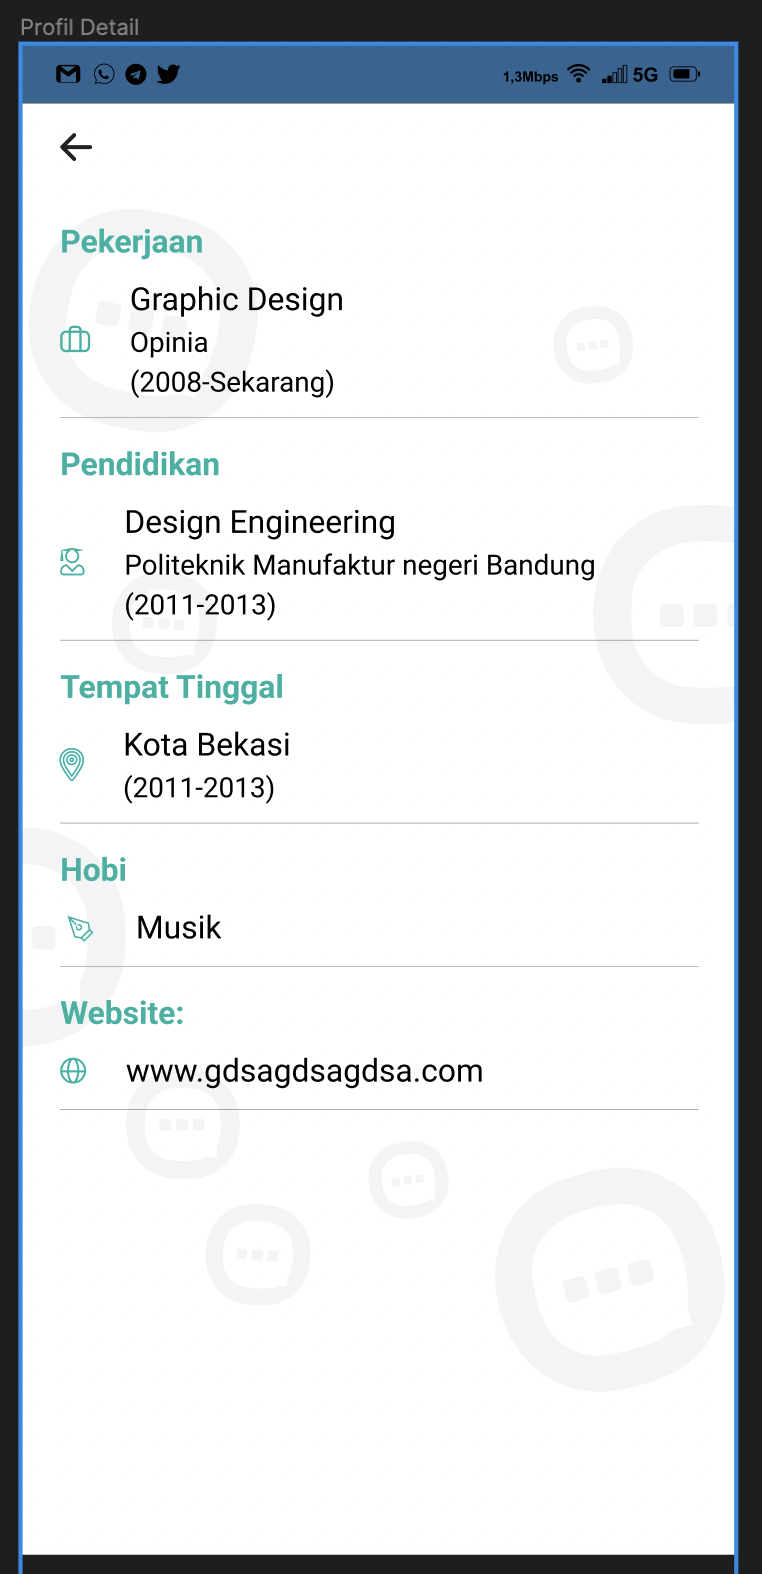 Profil Detail
1,3Mbps 5G
Pekerjaan
Graphic Design
Opinia
(2008-Sekarang)
Pendidikan
Design Engineering
Politeknik Manufaktur negeri Bandung
(2011-2013)
Tempat Tinggal
Kota Bekasi
(2011-2013)
Hobi
Musik
Website:
www.gdsagdsagdsa.com